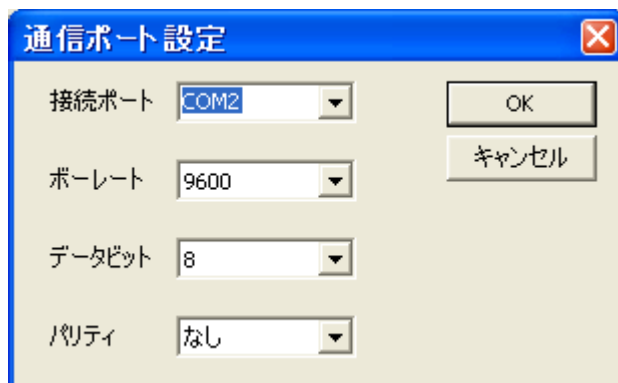 通信ポート設定
接続ポート COM2 OK
キャンセル
ボーレート 9600
データビット 8
パリティ なし